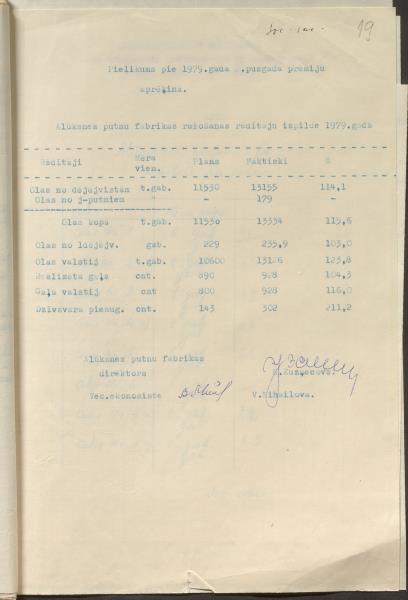 19
Pielikums pie 1979.gada .pusgada prēmiju
aprēķina.
Alūksnes putnu fabrikas ražošanas rādītāju izpilde 1979.gadā
Rādītāji Mēra vien. Plāns Faktiski %
Olas no dējējvistām t.gab. 11530 13155 114,1
Olas no j-putniem " - 179 -
Olas kopā t.gab. 11530 13334 115,6
Olas no 1dējējv. gab. 229 235,9 103,0
Olas valstij t.gab. 10600 123,8
Realizēta gaļa cnt. 890 928 104,3
Gaļa valstij cnt 800 928 116,0
Dzīvsvara pieaug. cnt. 143 302 211,2
Alūksnes putnu fabrikas
direktors M.Kuzņecovs.
Vec.ekonomiste V.Mihailova.